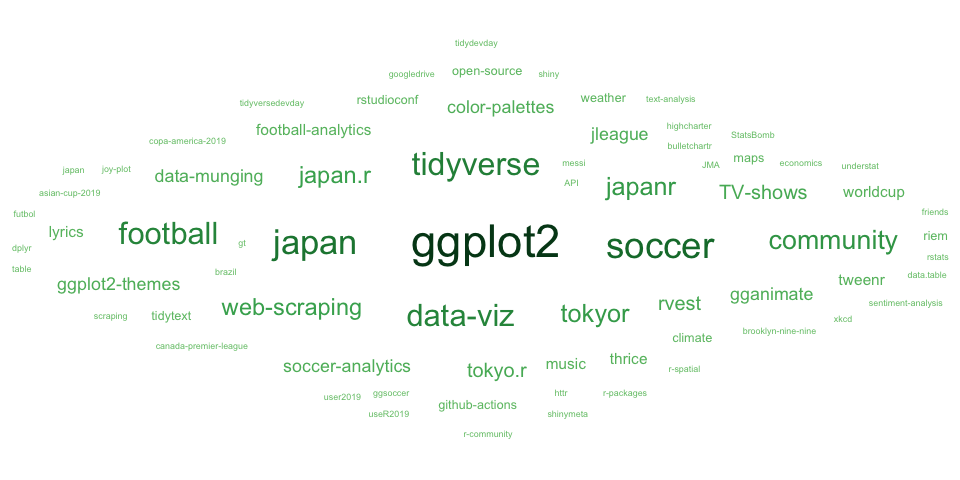 tidydevday
googledrive open-source shiny
tidyversedevday rstudioconf color-palettes weather text-analysis
copa-america-2019 football-analytics jleague highcharter StatsBomb
bulletchartr
japan joy-plot data-munging japan.r tidyverse messi JMA maps economics understat
asian-cup-2019 API japanr TV-shows worldcup
futbol lyrics football gt japan ggplot2 soccer community riem friends
dplyr rstats
table brazil data.table
ggplot2-themes web-scraping data-viz tokyor rvest gganimate tweenr sentiment-analysis
scraping tidytext climate brooklyn-nine-nine xkcd
canada-premier-league soccer-analytics tokyo.r music thrice r-spatial
user2019 ggsoccer httr r-packages
useR2019 github-actions shinymeta
r-community